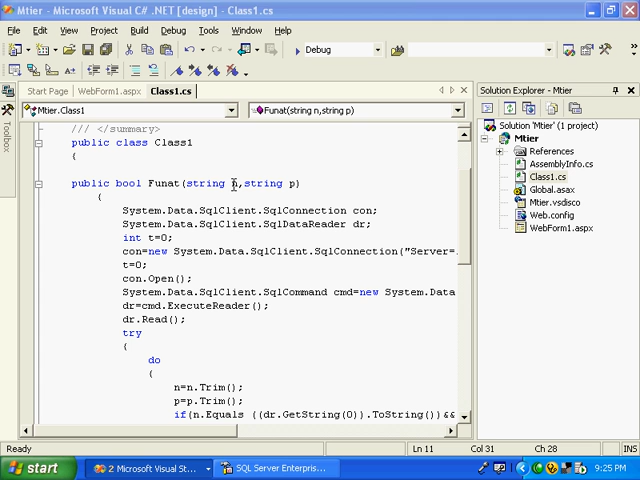 Mtier - Microsoft Visual C# .NET [design] - Class1.cs
File Edit View Project Build Debug Tools Window Help
Debug
Start Page WebForm1.aspx Class1.cs
Mtier.Class1 Funat(string n,string p)
/// </summary>
public class Class1
{
public bool Funat(string n,string p)
{
System.Data.SqlClient.SqlConnection con;
System.Data.SqlClient.SqlDataReader dr;
int t=0;
con=new System.Data.SqlClient.SqlConnection("Server=.
t=0;
con.Open();
System.Data.SqlClient.SqlCommand cmd=new System.Data
dr=cmd.ExecuteReader();
dr.Read();
try
{
do
{
n=n.Trim();
p=p.Trim();
if(n.Equals ((dr.GetString(0)).ToString())&&
Toolbox
Solution Explorer - Mtier
Solution 'Mtier' (1 project)
Mtier
References
AssemblyInfo.cs
Class1.cs
Global.asax
Mtier.vsdisco
Web.config
WebForm1.aspx
Ready Ln 11 Col 31 Ch 28 INS
start 2 Microsoft Visual St... SQL Server Enterpris... 9:25 PM